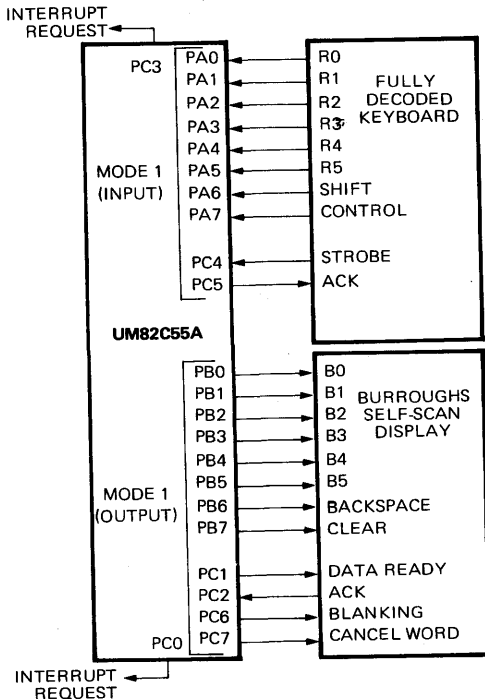 INTERRUPT
REQUEST
PC3
MODE 1
(INPUT)
PA0
PA1
PA2
PA3
PA4
PA5
PA6
PA7
PC4
PC5
R0
R1
R2
R3
R4
R5
SHIFT
CONTROL
STROBE
ACK
FULLY
DECODED
KEYBOARD
UM82C55A
MODE 1
(OUTPUT)
PB0
PB1
PB2
PB3
PB4
PB5
PB6
PB7
PC1
PC2
PC6
PC7
B0
B1
B2
B3
B4
B5
BACKSPACE
CLEAR
DATA READY
ACK
BLANKING
CANCEL WORD
BURROUGHS
SELF-SCAN
DISPLAY
PC0
INTERRUPT
REQUEST